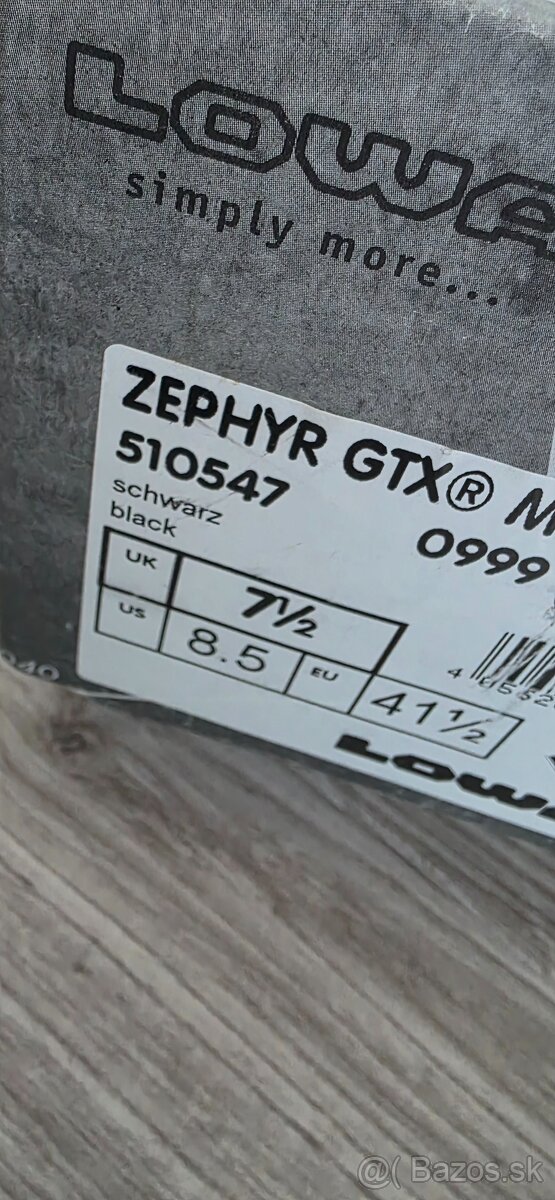 LOWA
simply more...
ZEPHYR GTX® M
510547 0999
schwarz
black
UK 7½
US 8.5 EU 41½
LOWA
@( Bazos.sk